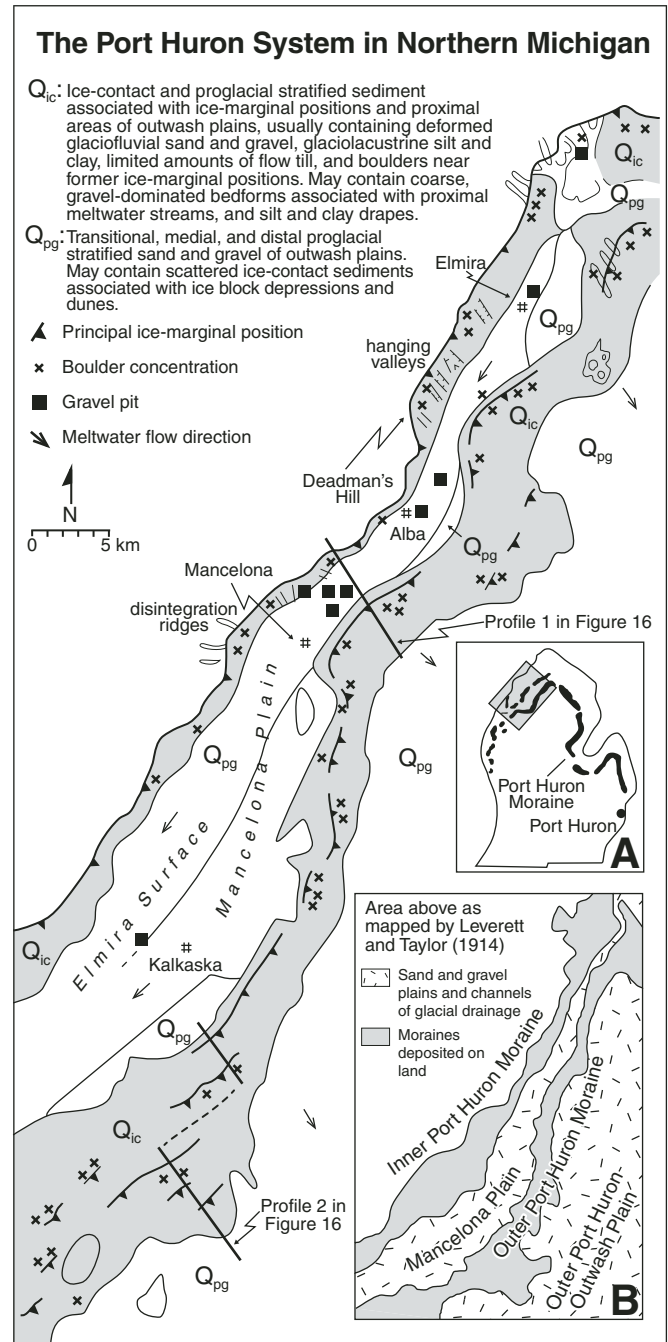 The Port Huron System in Northern Michigan
Qic: Ice-contact and proglacial stratified sediment
associated with ice-marginal positions and proximal
areas of outwash plains, usually containing deformed
glaciofluvial sand and gravel, glaciolacustrine silt and
clay, limited amounts of flow till, and boulders near
former ice-marginal positions. May contain coarse,
gravel-dominated bedforms associated with proximal
meltwater streams, and silt and clay drapes.
Qpg: Transitional, medial, and distal proglacial
stratified sand and gravel of outwash plains.
May contain scattered ice-contact sediments
associated with ice block depressions and
dunes.
Principal ice-marginal position
Boulder concentration
Gravel pit
Meltwater flow direction
N
0 5 km
Qic
Qpg
Elmira
Qpg
hanging
valleys
Qic
Qpg
Deadman's
Hill
Alba
Qpg
Mancelona
disintegration
ridges
Profile 1 in Figure 16
Qpg
Qpg
Mancelona Plain
Elmira Surface
Qic
Kalkaska
Qpg
Qic
Profile 2 in
Figure 16
Qpg
Port Huron
Moraine
Port Huron
A
Area above as
mapped by Leverett
and Taylor (1914)
Sand and gravel
plains and channels
of glacial drainage
Moraines
deposited on
land
Inner Port Huron Moraine
Mancelona Plain
Outer Port Huron Moraine
Outer Port Huron
Outwash Plain
B